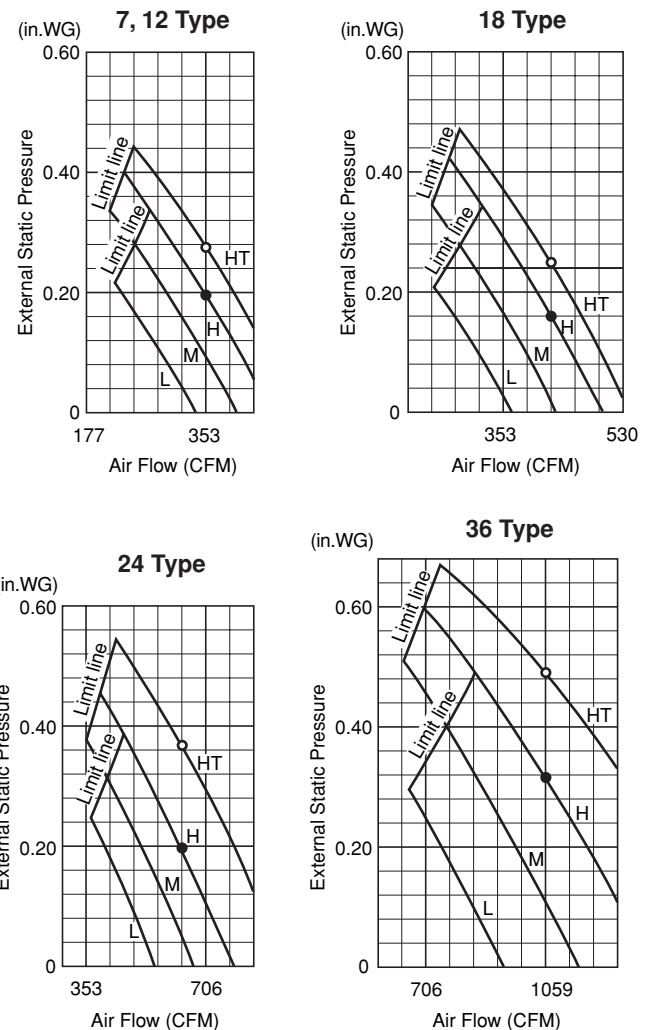 7, 12 Type
(in.WG)
0.60
0.40
0.20
0
External Static Pressure
Limit line
Limit line
HT
H
M
L
177
353
Air Flow (CFM)
18 Type
(in.WG)
0.60
0.40
0.20
0
External Static Pressure
Limit line
Limit line
HT
H
M
L
353
530
Air Flow (CFM)
24 Type
in.WG)
0.60
0.40
0.20
0
External Static Pressure
Limit line
Limit line
HT
H
M
L
353
706
Air Flow (CFM)
36 Type
(in.WG)
0.60
0.40
0.20
0
External Static Pressure
Limit line
Limit line
HT
H
M
L
706
1059
Air Flow (CFM)